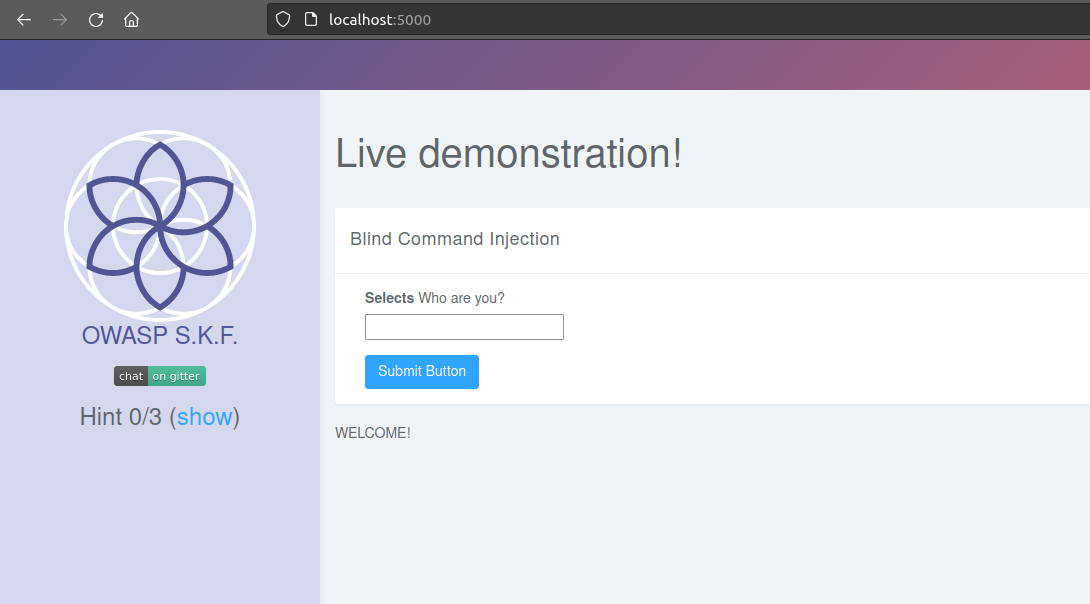 localhost:5000
OWASP S.K.F.
chat on gitter
Hint 0/3 (show)
Live demonstration!
Blind Command Injection
Selects Who are you?
Submit Button
WELCOME!